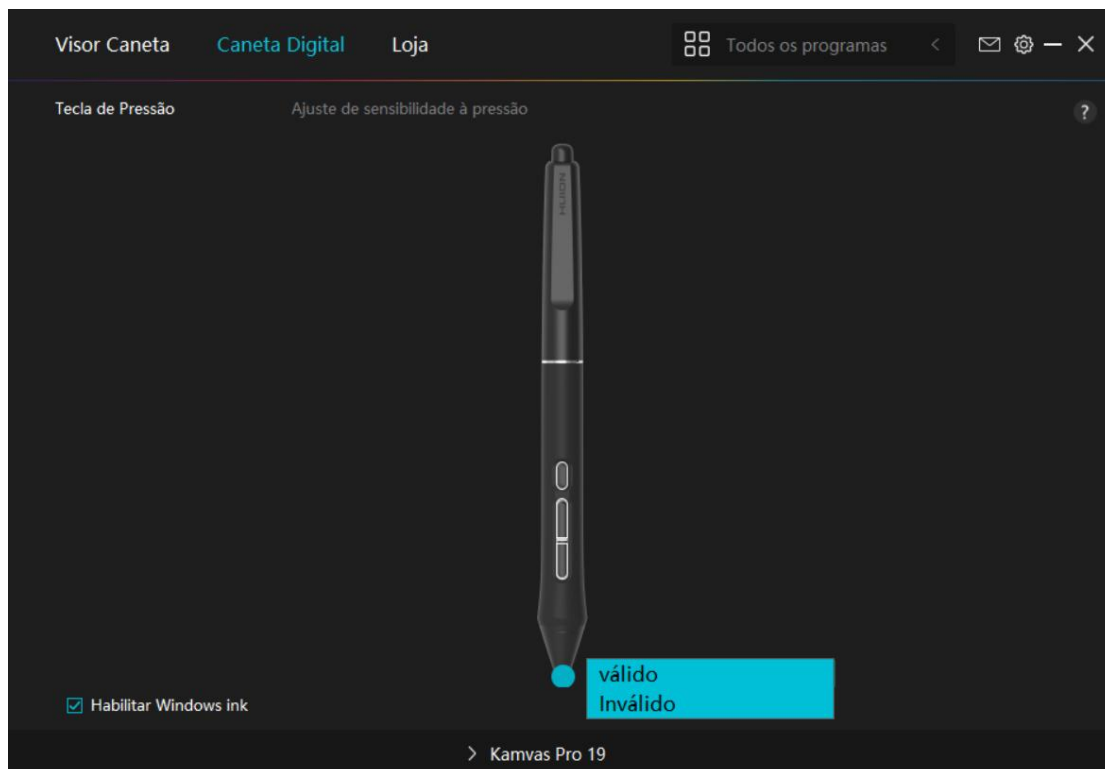 Visor Caneta Caneta Digital Loja Todos os programas
Tecla de Pressão Ajuste de sensibilidade à pressão ?
HUION
válido
Inválido
Habilitar Windows ink
Kamvas Pro 19